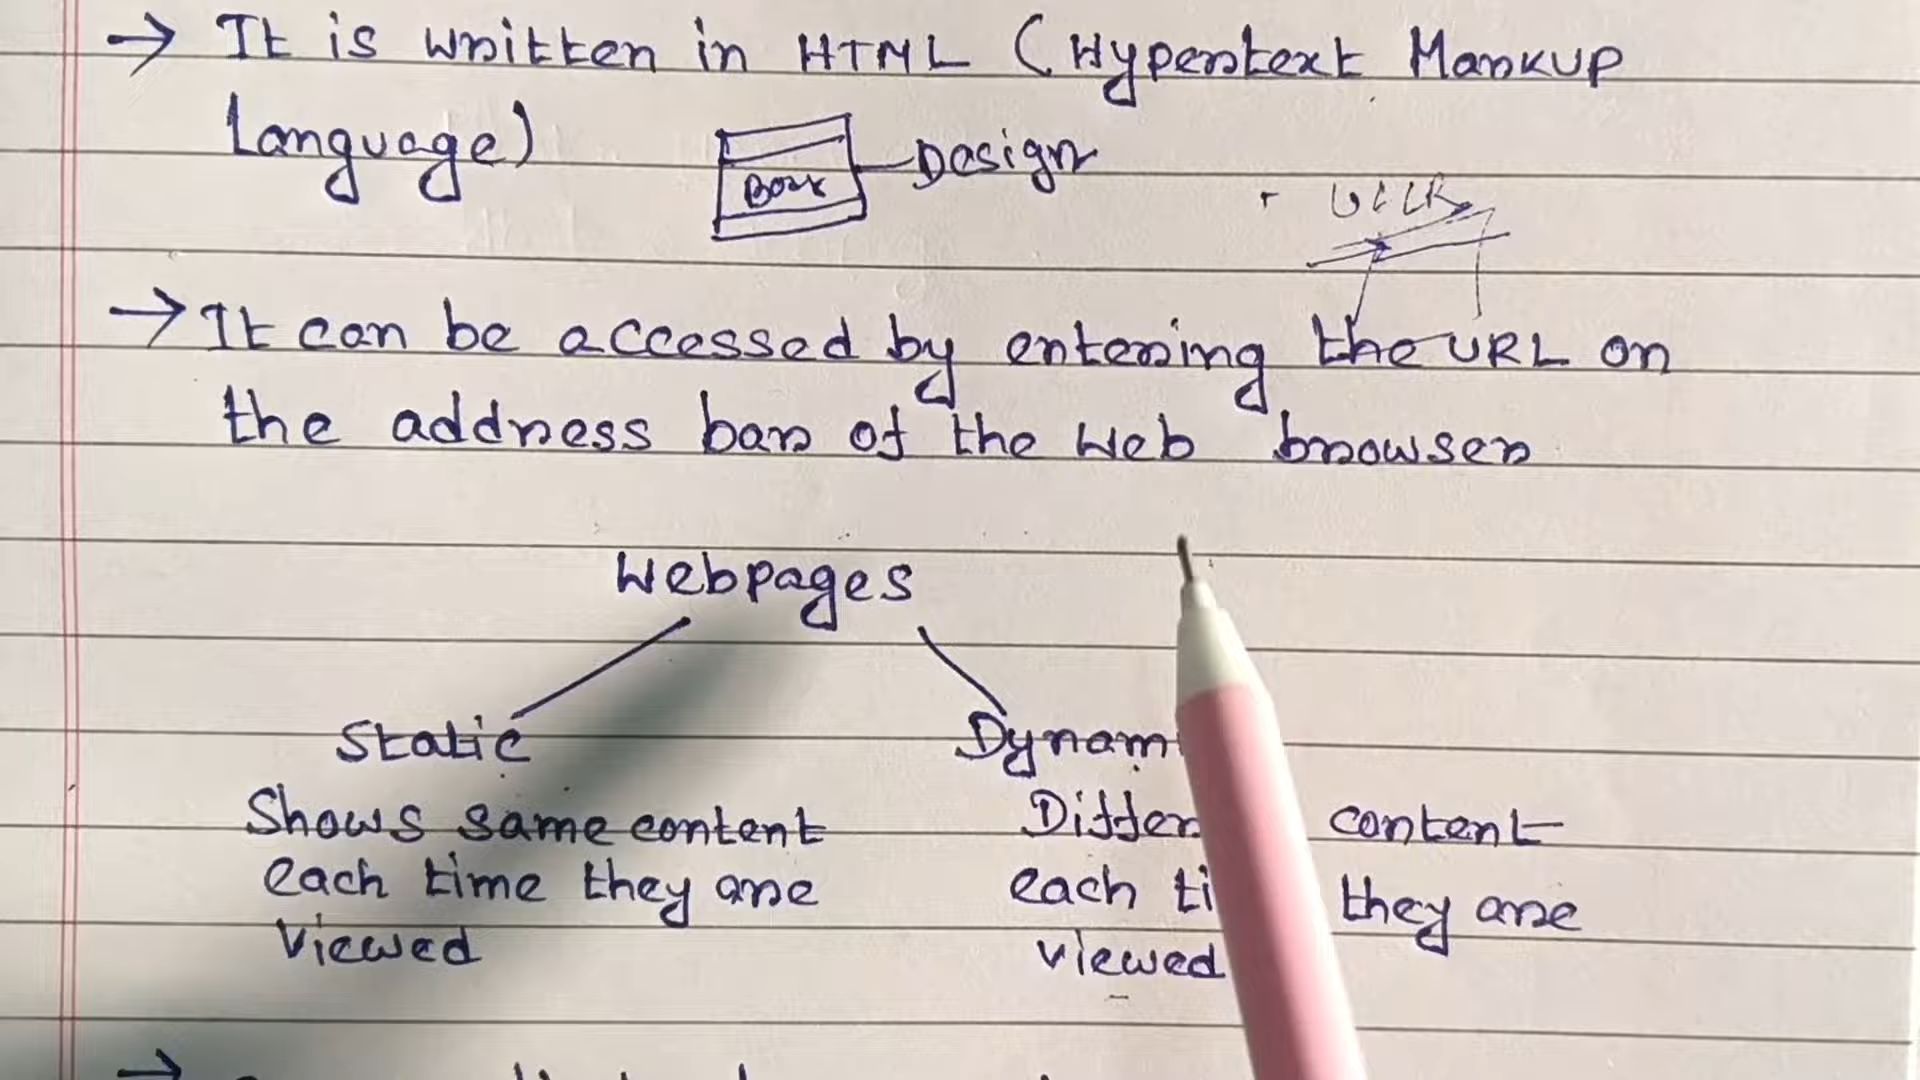 → It is written in HTML (Hypertext Markup
Language)
Design
Book
→ It can be accessed by entering the URL on
the address bar of the web browser
Webpages
Static
Dynam
Shows same content
each time they are
viewed
Differ content
each ti they are
viewed
→